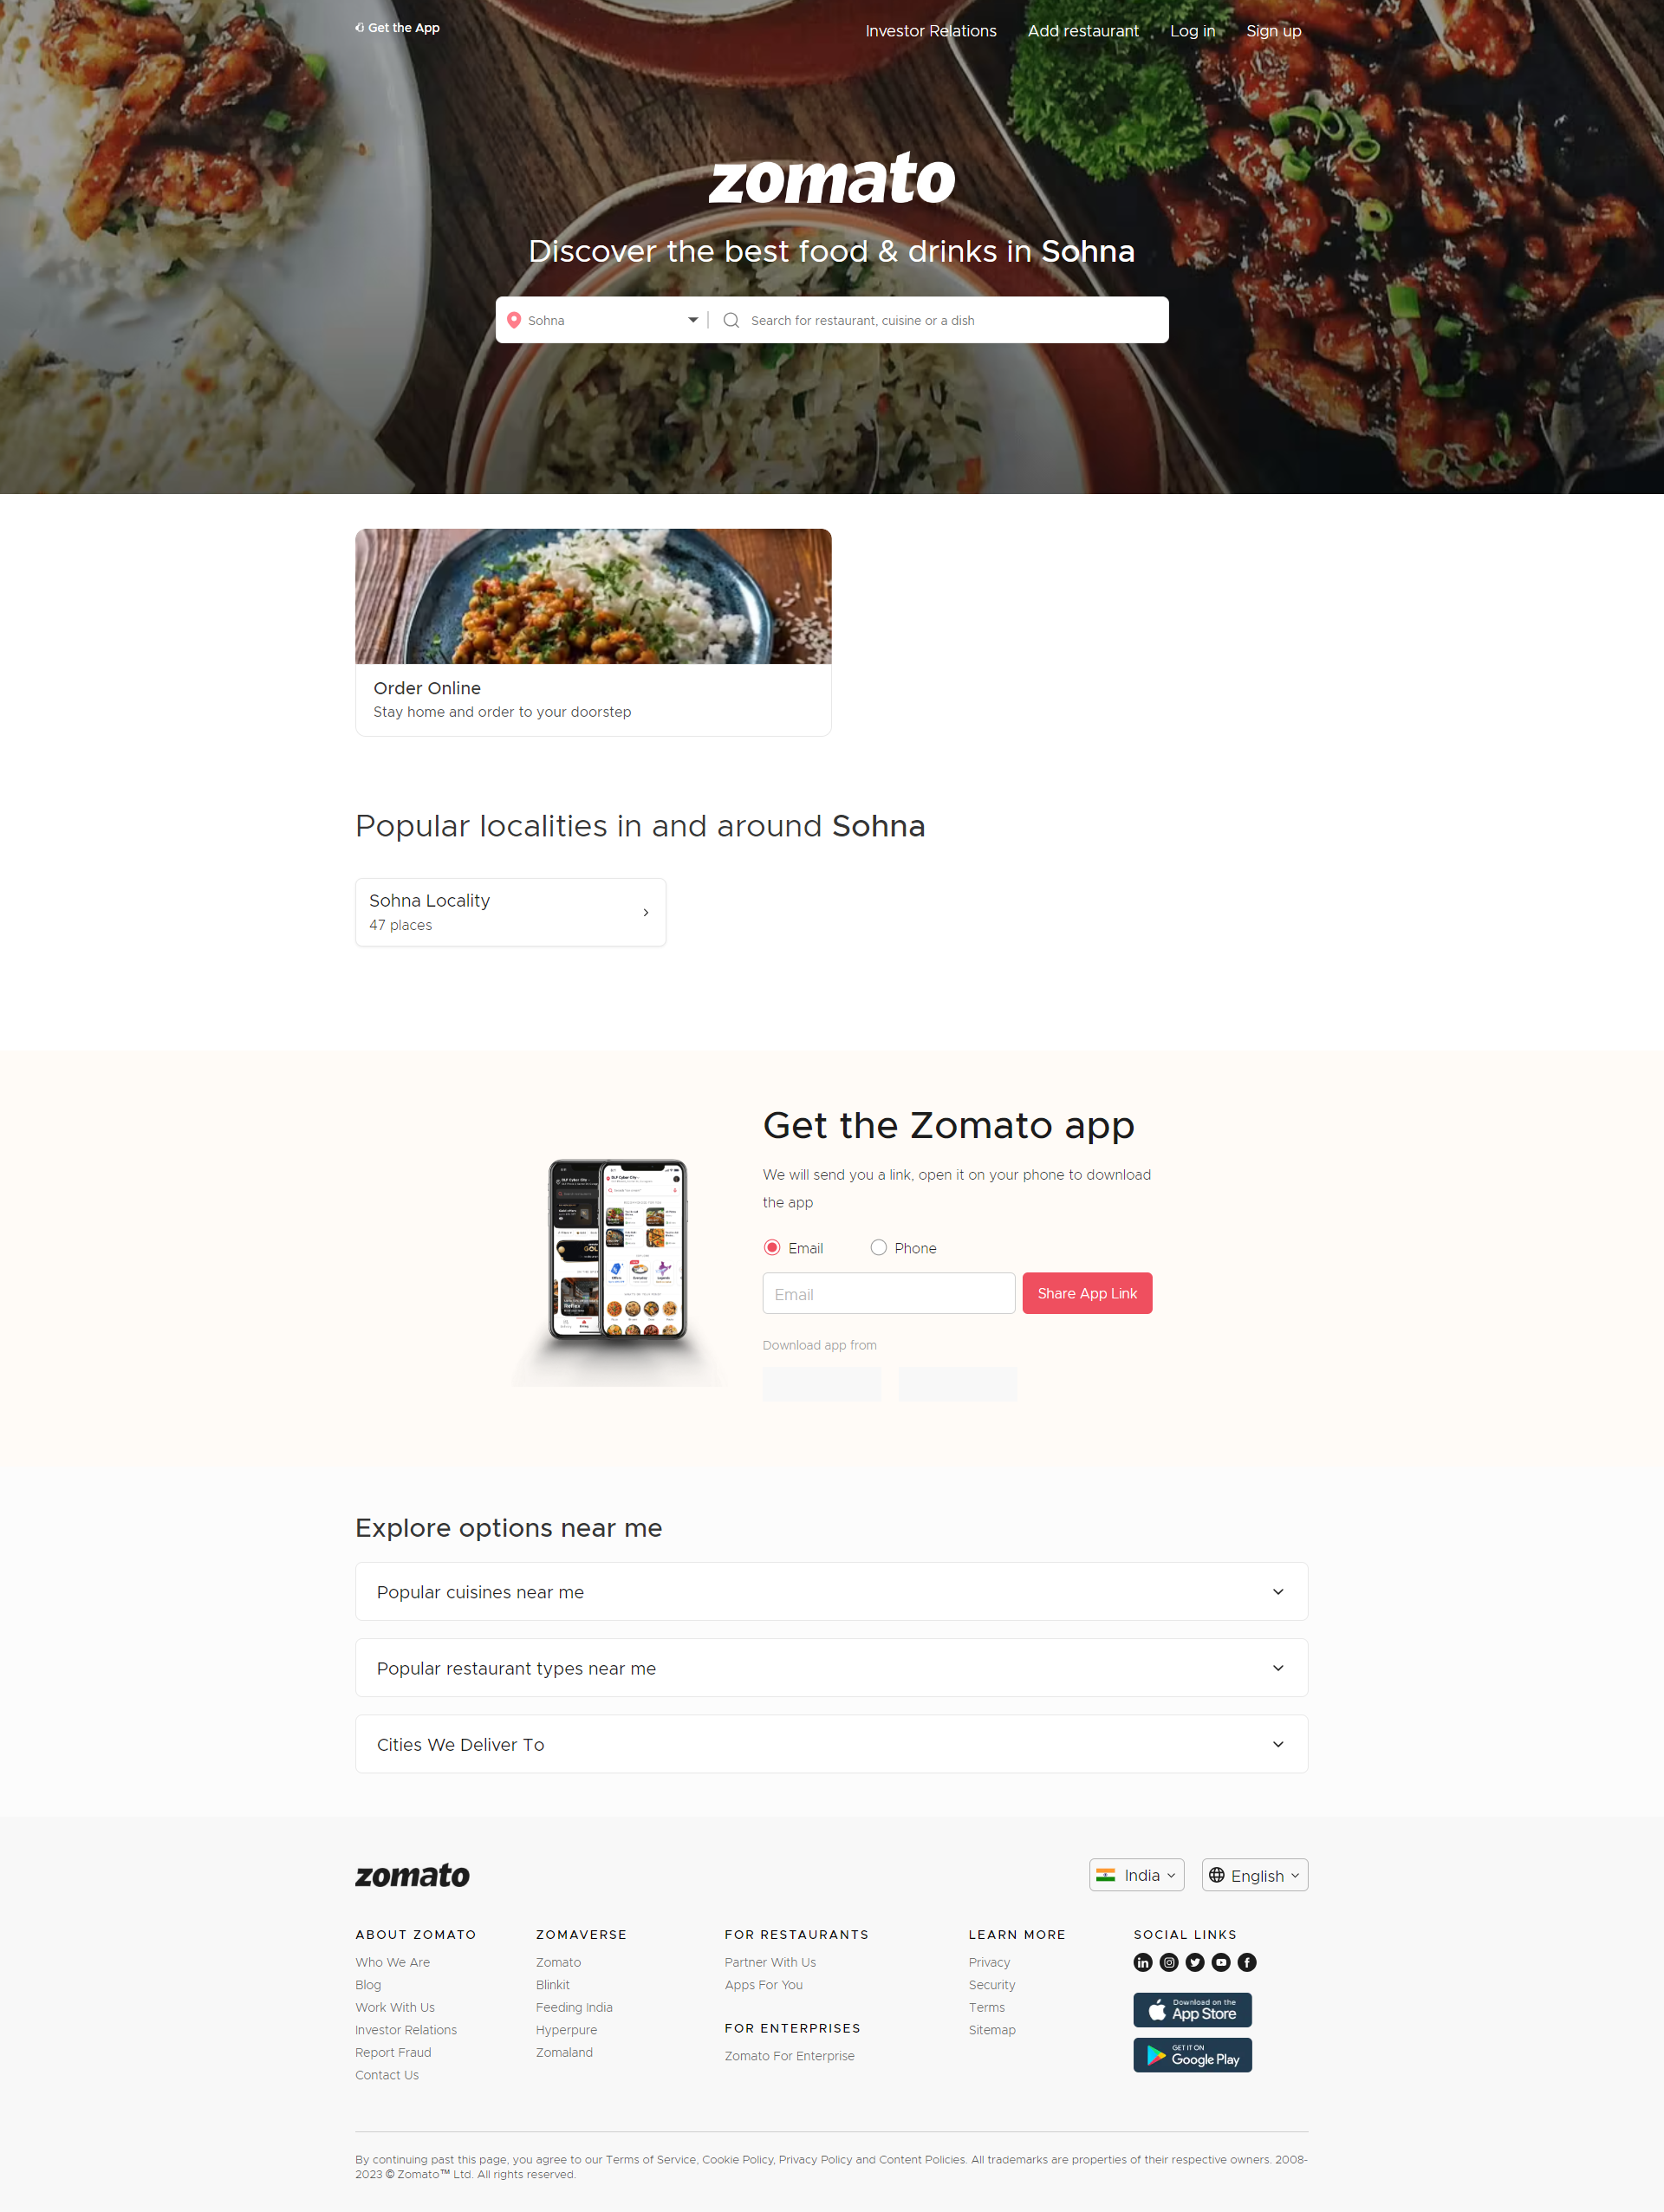 Get the App
Investor Relations
Add restaurant
Log in
Sign up
zomato
Discover the best food & drinks in Sohna
Sohna
Search for restaurant, cuisine or a dish
Order Online
Stay home and order to your doorstep
Popular localities in and around Sohna
Sohna Locality
47 places
Get the Zomato app
We will send you a link, open it on your phone to download
the app
Email
Phone
Email
Share App Link
Download app from
Explore options near me
Popular cuisines near me
Popular restaurant types near me
Cities We Deliver To
zomato
India
English
ABOUT ZOMATO
Who We Are
Blog
Work With Us
Investor Relations
Report Fraud
Contact Us
ZOMAVERSE
Zomato
Blinkit
Feeding India
Hyperpure
Zomaland
FOR RESTAURANTS
Partner With Us
Apps For You
FOR ENTERPRISES
Zomato For Enterprise
LEARN MORE
Privacy
Security
Terms
Sitemap
SOCIAL LINKS
Download on the
App Store
GET IT ON
Google Play
By continuing past this page, you agree to our Terms of Service, Cookie Policy, Privacy Policy and Content Policies. All trademarks are properties of their respective owners. 2008-
2023 © Zomato™ Ltd. All rights reserved.